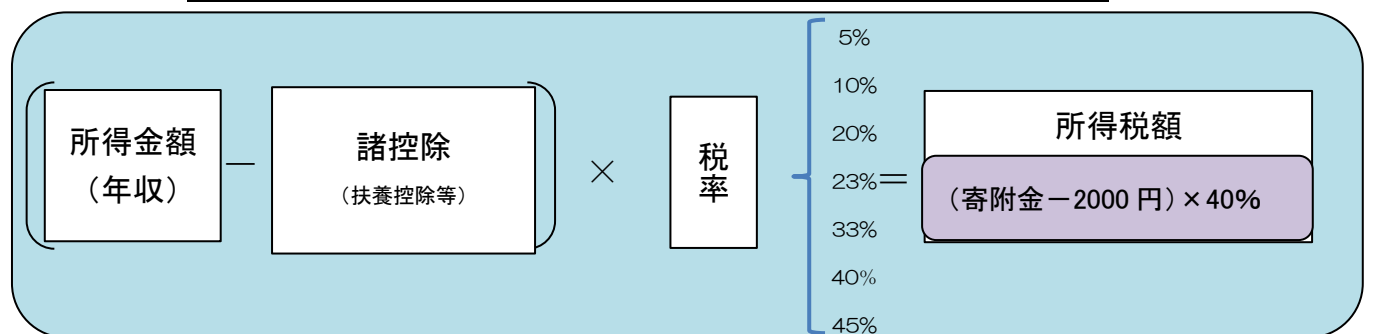 所得金額
（年収）
－
諸控除
（扶養控除等）
×
税率
5%
10%
20%
23%
33%
40%
45%
＝
所得税額
（寄附金－2000 円）×40%